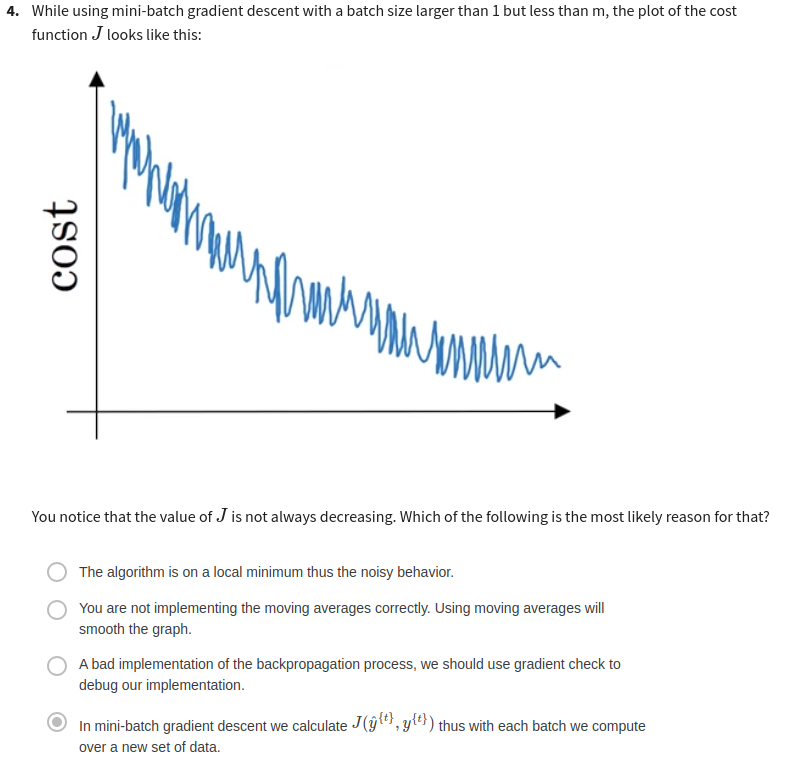 4. While using mini-batch gradient descent with a batch size larger than 1 but less than m, the plot of the cost
function J looks like this:
cost
You notice that the value of J is not always decreasing. Which of the following is the most likely reason for that?
The algorithm is on a local minimum thus the noisy behavior.
You are not implementing the moving averages correctly. Using moving averages will
smooth the graph.
A bad implementation of the backpropagation process, we should use gradient check to
debug our implementation.
In mini-batch gradient descent we calculate J(ŷ^{t}, y^{t}) thus with each batch we compute
over a new set of data.